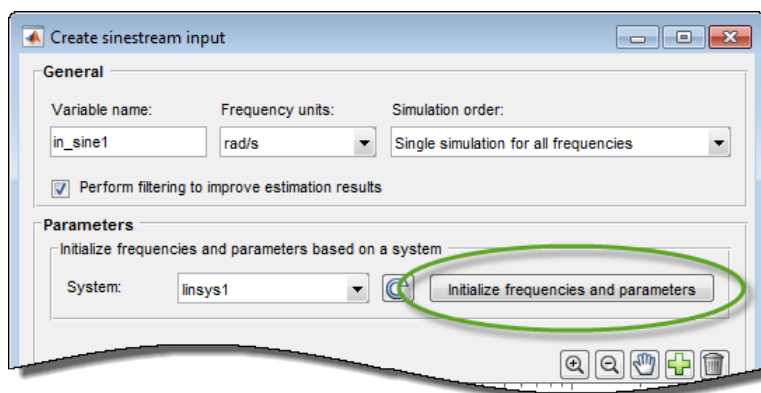 Create sinestream input
General
Variable name: Frequency units: Simulation order:
in_sine1 rad/s Single simulation for all frequencies
Perform filtering to improve estimation results
Parameters
Initialize frequencies and parameters based on a system
System: linsys1 Initialize frequencies and parameters